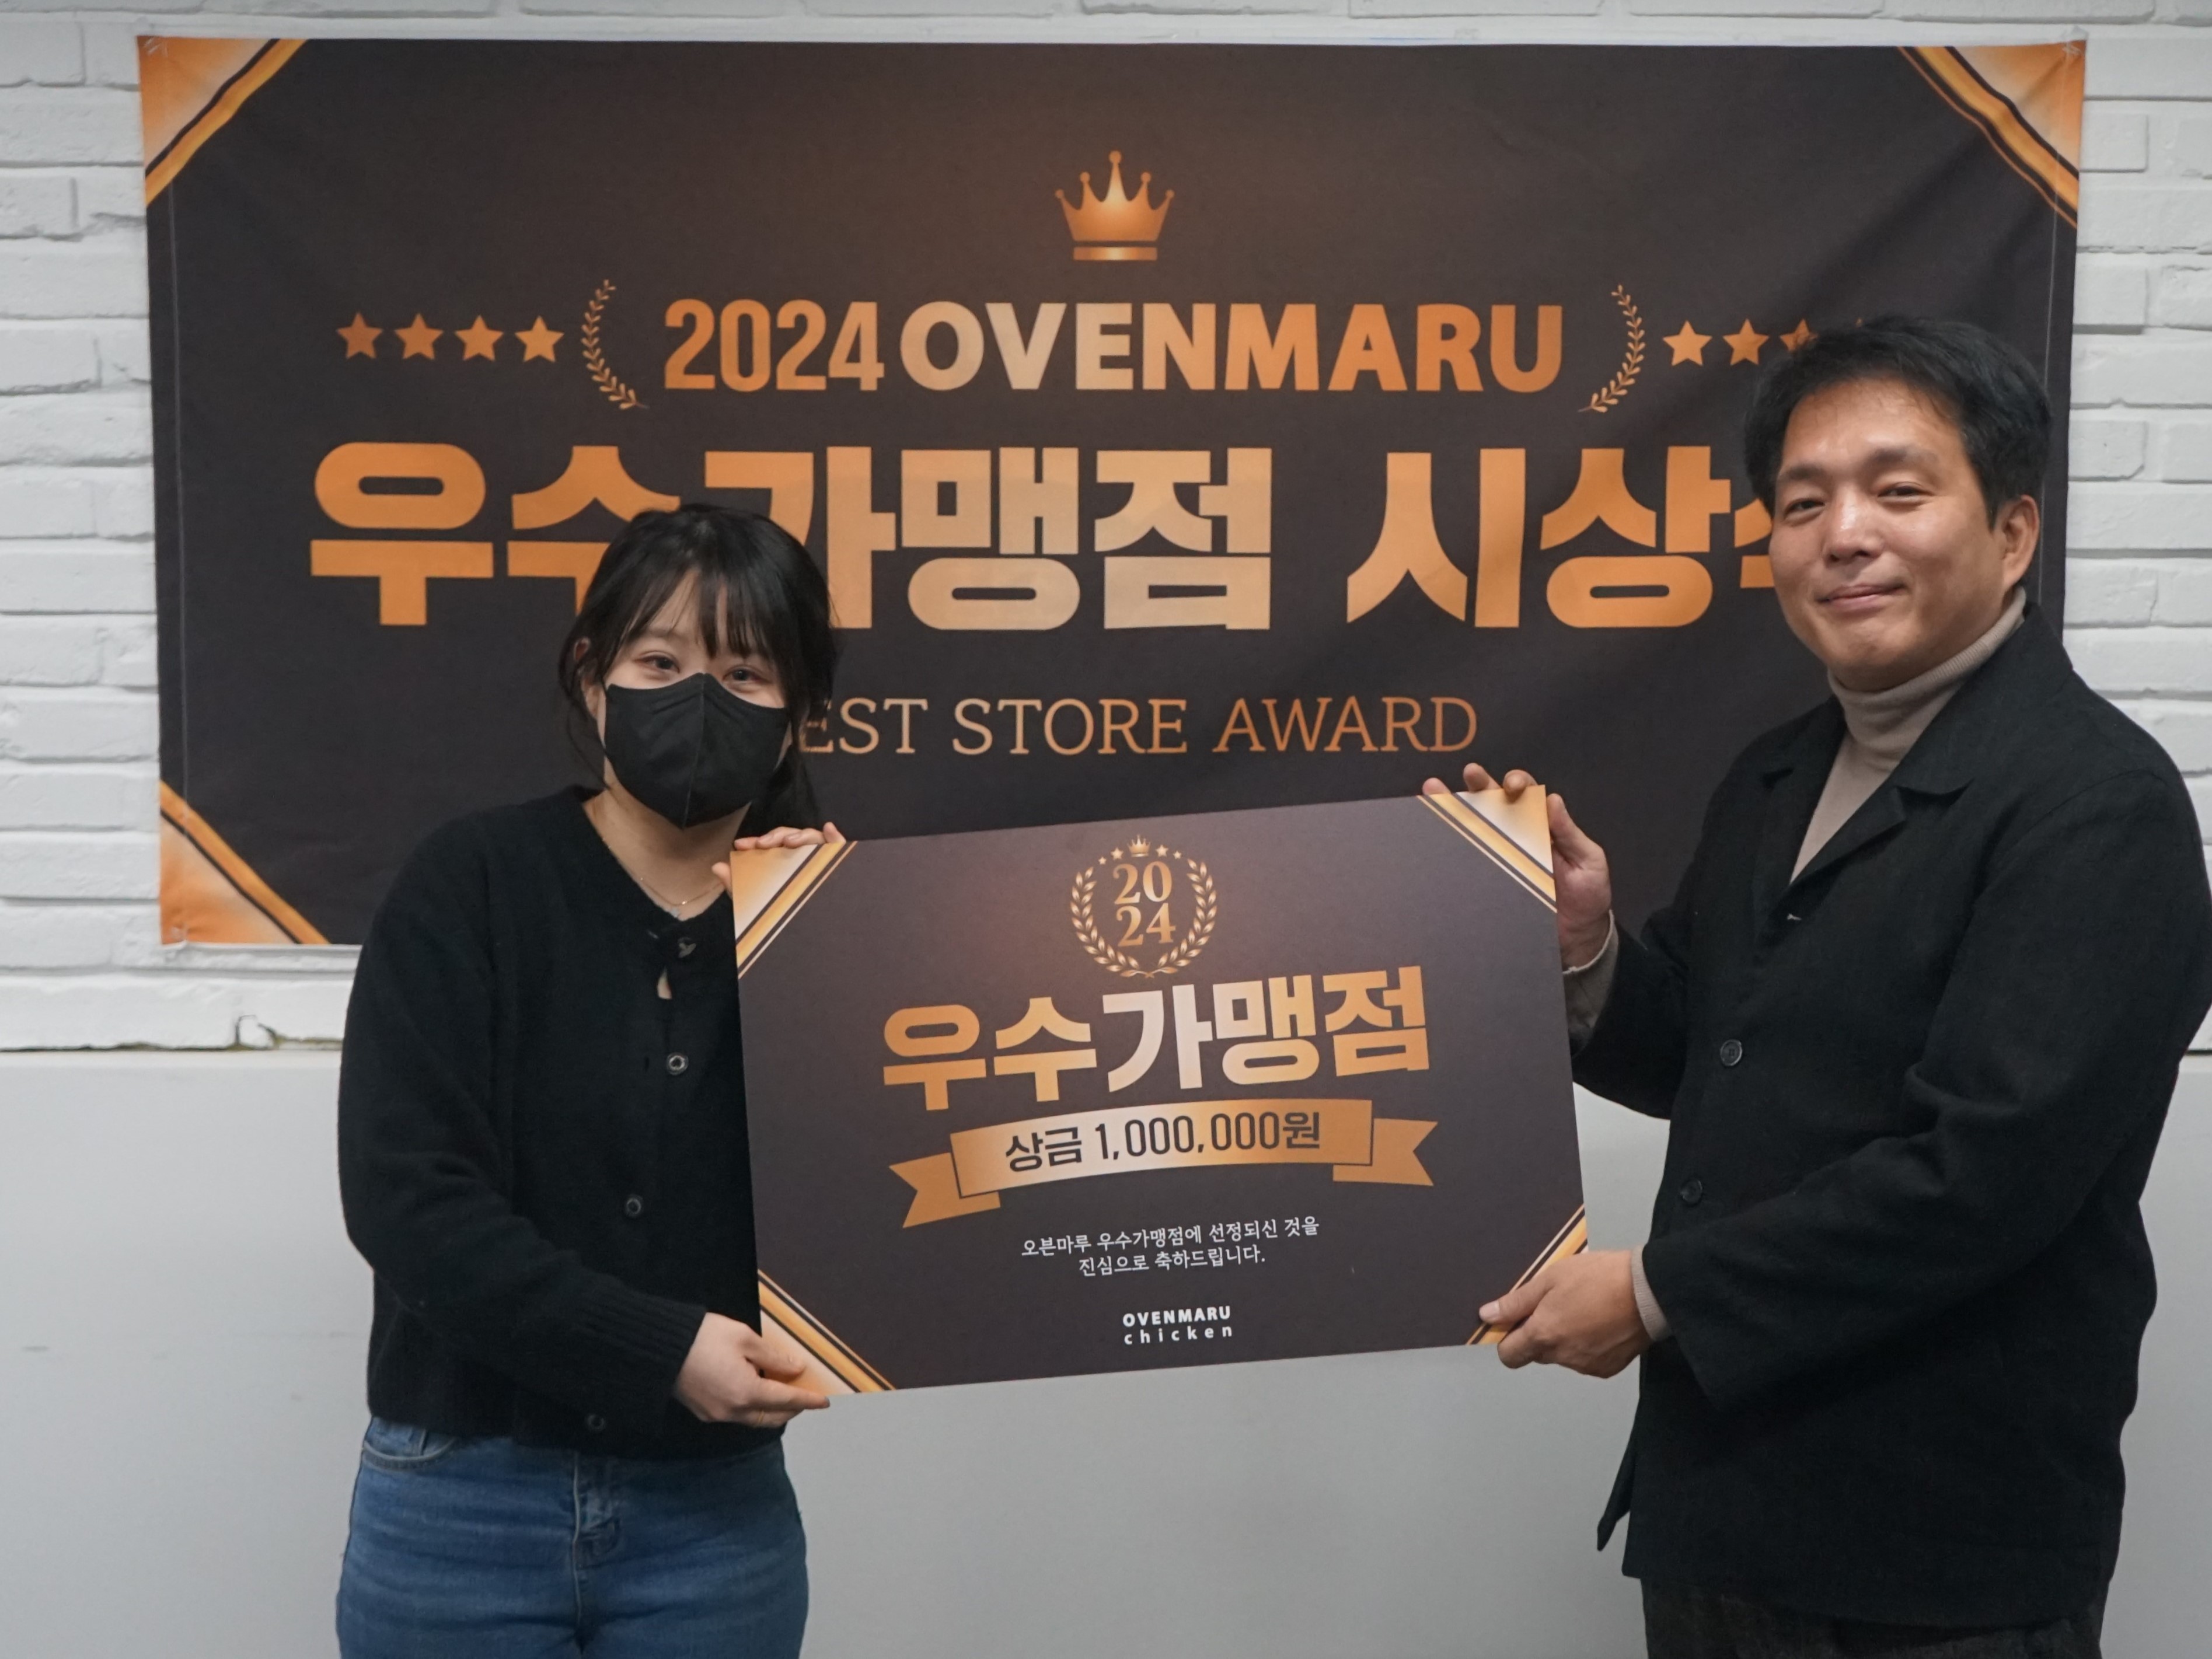 2024 OVENMARU
우수가맹점 시상
STORE AWARD
20
24
우수가맹점
상금 1,000,000원
오븐마루 우수가맹점에 선정되신 것을
진심으로 축하드립니다.
OVENMARU
chicken